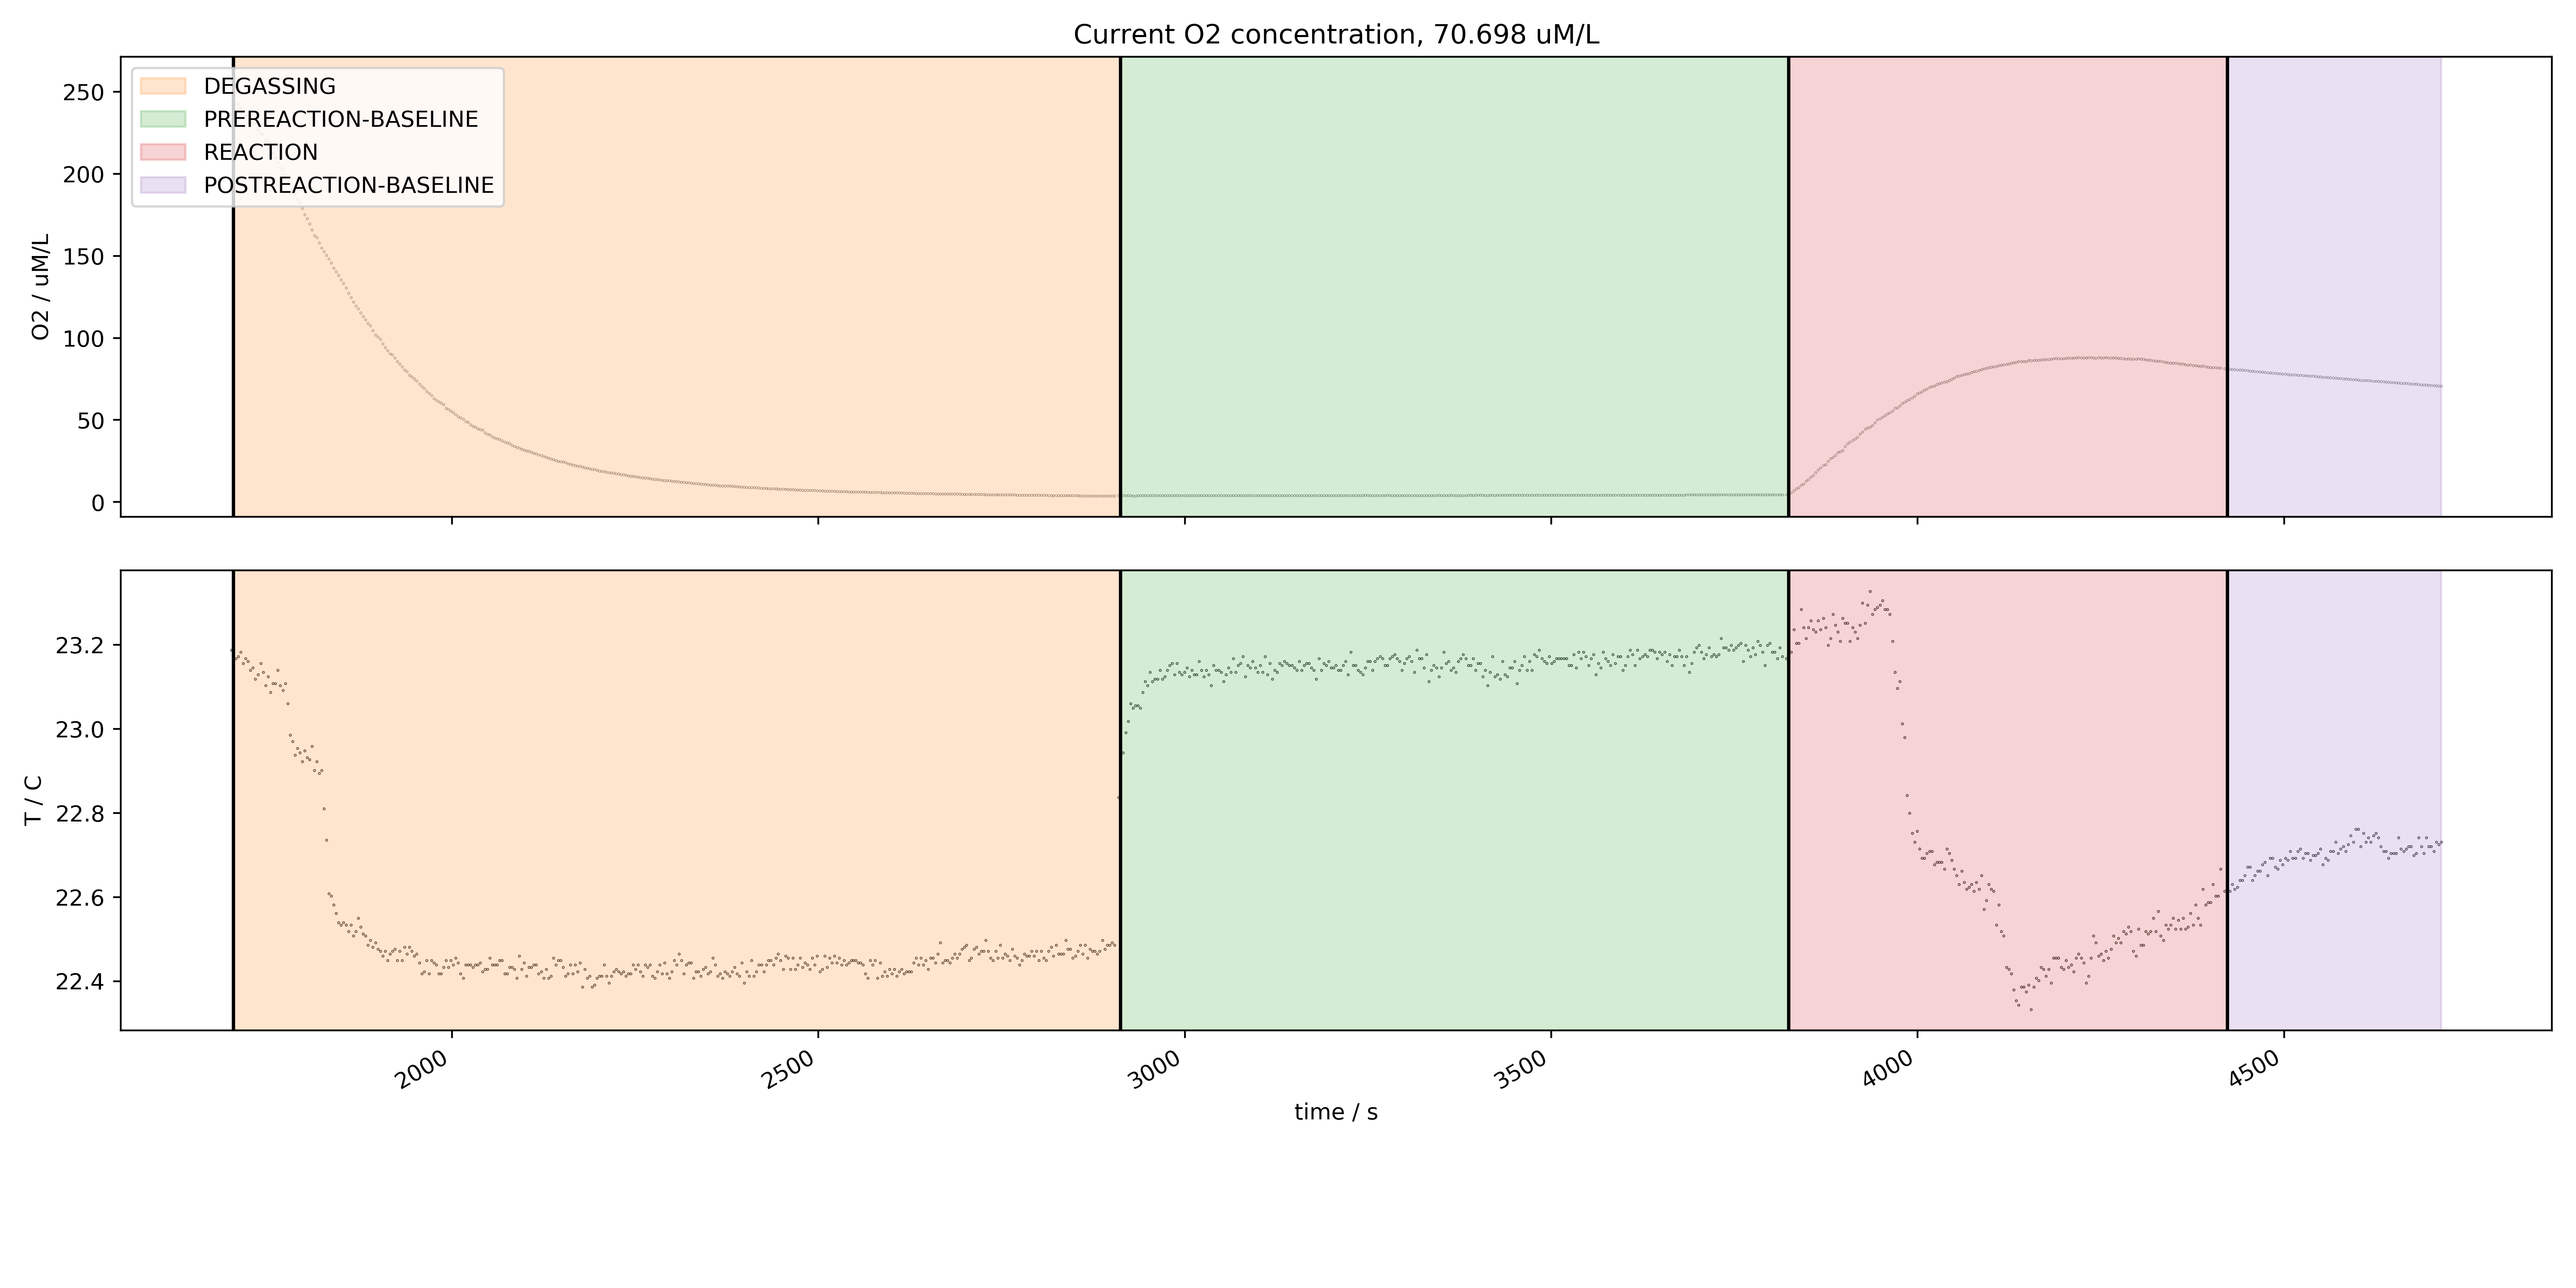 Current O2 concentration, 70.698 uM/L
DEGASSING
PREREACTION-BASELINE
REACTION
POSTREACTION-BASELINE
O2 / uM/L
250
200
150
100
50
0
T / C
23.2
23.0
22.8
22.6
22.4
2000
2500
3000
3500
4000
4500
time / s